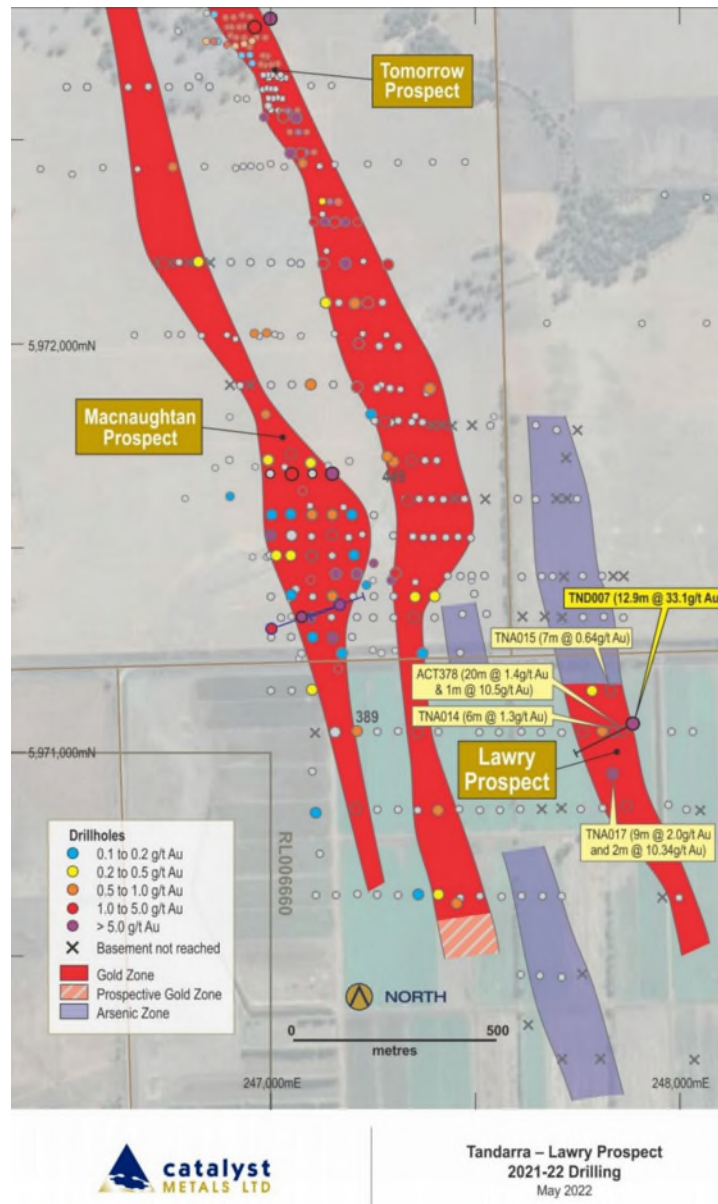 Tomorrow
Prospect
5,972,000mN
Macnaughtan
Prospect
TND007 (12.9m @ 33.1g/t Au
TNA015 (7m @ 0.64g/t Au)
ACT378 (20m @ 1.4g/t Au
& 1m @ 10.5g/t Au)
TNA014 (6m @ 1.3g/t Au)
389
Lawry
Prospect
5,971,000mN
TNA017 (9m @ 2.0g/t Au
and 2m @ 10.34g/t Au)
RL006660
Drillholes
0.1 to 0.2 g/t Au
0.2 to 0.5 g/t Au
0.5 to 1.0 g/t Au
1.0 to 5.0 g/t Au
> 5.0 g/t Au
Basement not reached
Gold Zone
Prospective Gold Zone
Arsenic Zone
NORTH
0 500
metres
247,000mE 248,000mE
catalyst
METALS LTD
Tandarra – Lawry Prospect
2021-22 Drilling
May 2022